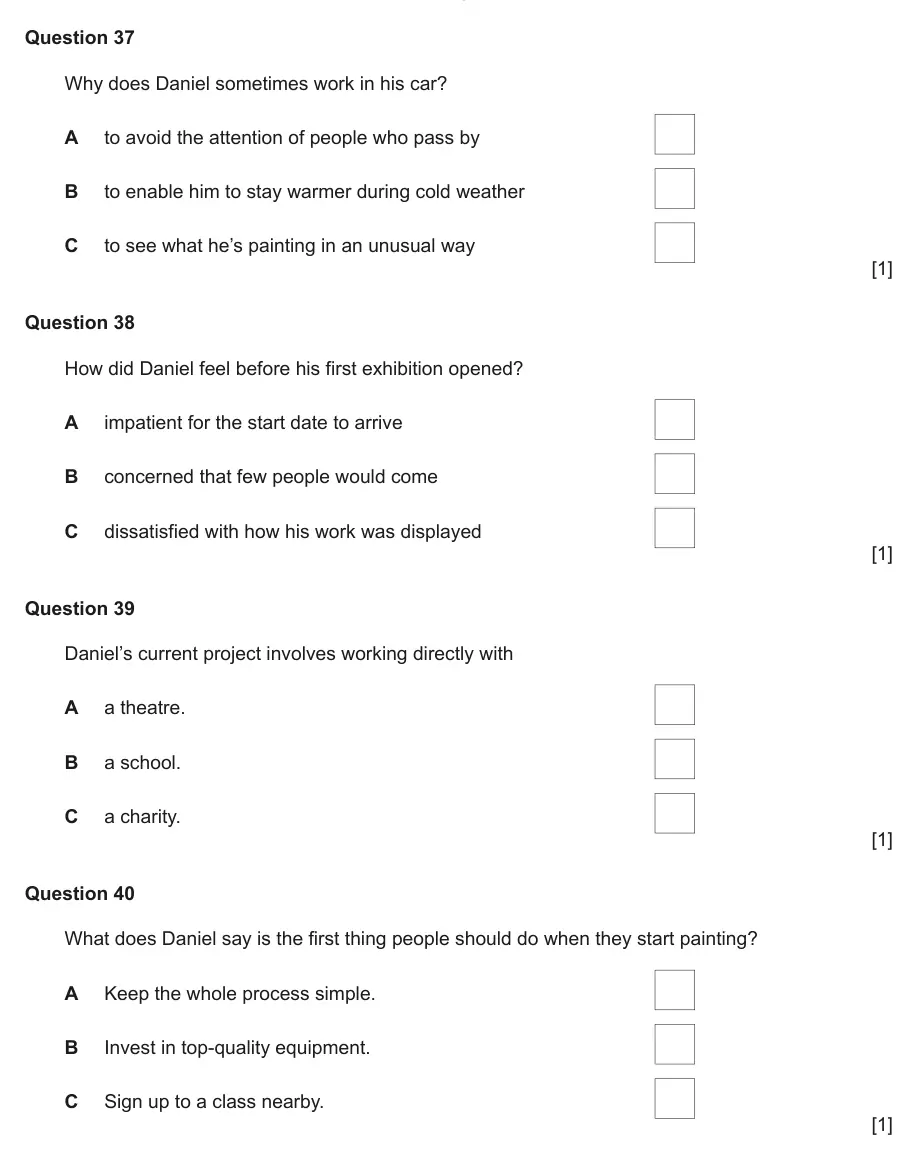 Question 37
Why does Daniel sometimes work in his car?
A to avoid the attention of people who pass by
B to enable him to stay warmer during cold weather
C to see what he’s painting in an unusual way
[1]
Question 38
How did Daniel feel before his first exhibition opened?
A impatient for the start date to arrive
B concerned that few people would come
C dissatisfied with how his work was displayed
[1]
Question 39
Daniel’s current project involves working directly with
A a theatre.
B a school.
C a charity.
[1]
Question 40
What does Daniel say is the first thing people should do when they start painting?
A Keep the whole process simple.
B Invest in top-quality equipment.
C Sign up to a class nearby.
[1]